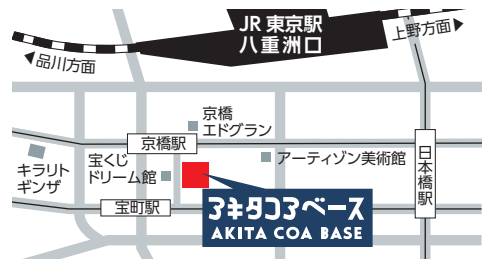 JR 東京駅
八重洲口
上野方面▶
◀品川方面
京橋
エドグラン
京橋駅
アーティゾン美術館
日本橋駅
キラリト
ギンザ
宝くじ
ドリーム館
宝町駅
アキタコアベース
AKITA COA BASE